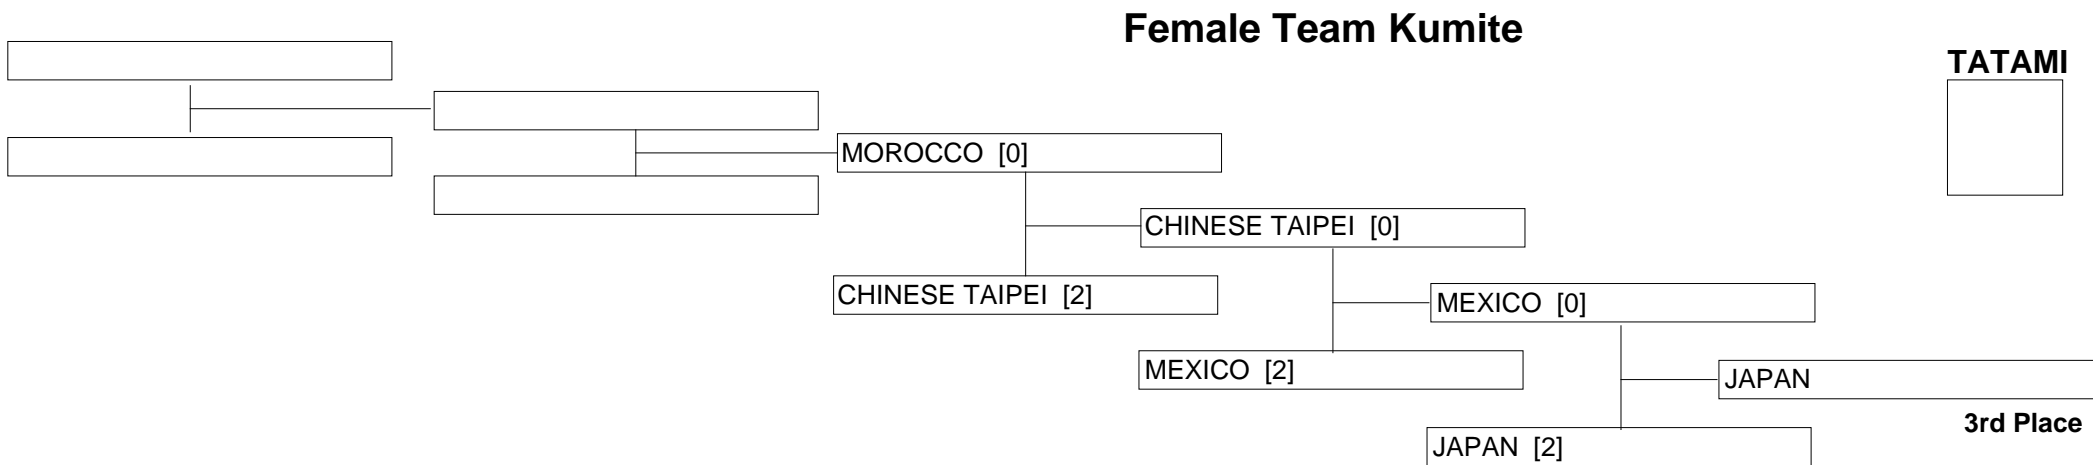 Female Team Kumite
TATAMI
MOROCCO [0]
CHINESE TAIPEI [0]
CHINESE TAIPEI [2]
MEXICO [0]
MEXICO [2]
JAPAN
3rd Place
JAPAN [2]